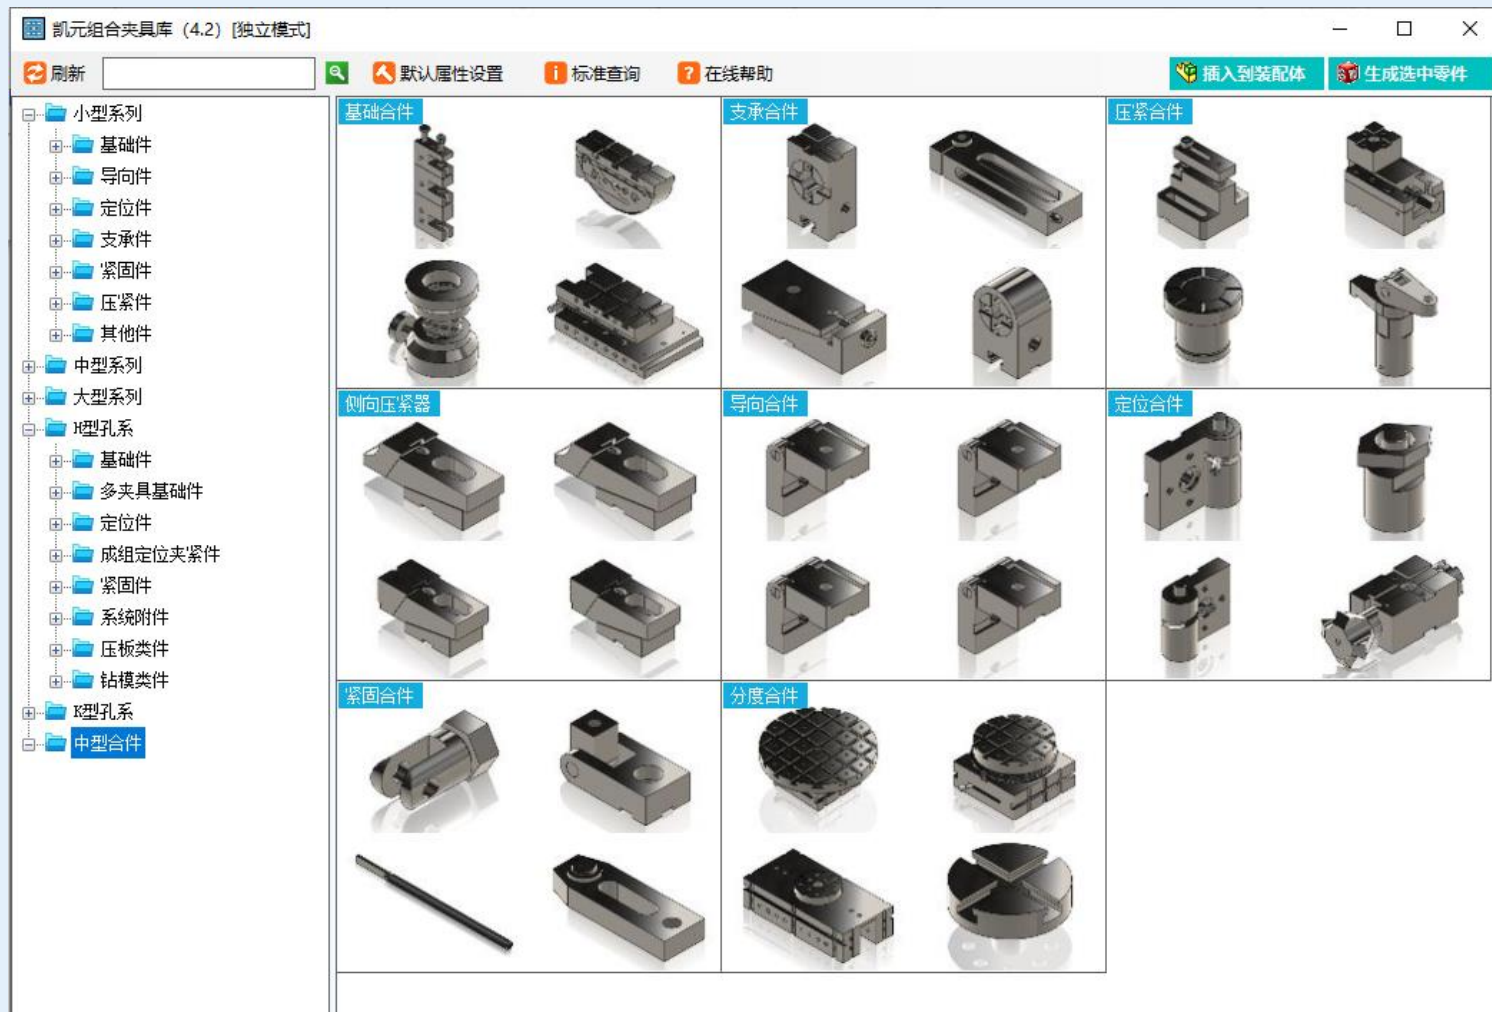 凯元组合夹具库（4.2）[独立模式]
刷新 默认属性设置 标准查询 在线帮助 插入到装配体 生成选中零件
小型系列
基础件
导向件
定位件
支承件
紧固件
压紧件
其他件
中型系列
大型系列
H型孔系
基础件
多夹具基础件
定位件
成组定位夹紧件
紧固件
系统附件
压板类件
钻模类件
K型孔系
中型合件
基础合件 支承合件 压紧合件
侧向压紧器 导向合件 定位合件
紧固合件 分度合件